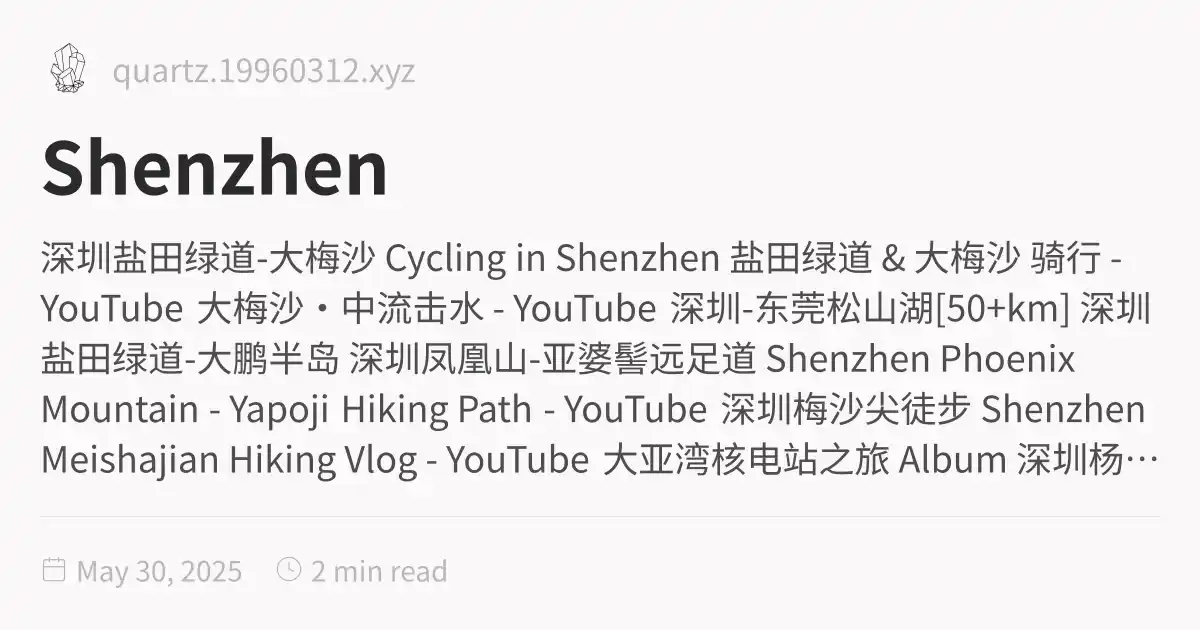 quartz.19960312.xyz
Shenzhen
深圳盐田绿道-大梅沙 Cycling in Shenzhen 盐田绿道 & 大梅沙 骑行 -
YouTube 大梅沙・中流击水 - YouTube 深圳-东莞松山湖[50+km] 深圳
盐田绿道-大鹏半岛 深圳凤凰山-亚婆髻远足道 Shenzhen Phoenix
Mountain - Yapoji Hiking Path - YouTube 深圳梅沙尖徒步 Shenzhen
Meishajian Hiking Vlog - YouTube 大亚湾核电站之旅 Album 深圳杨…
May 30, 2025 2 min read